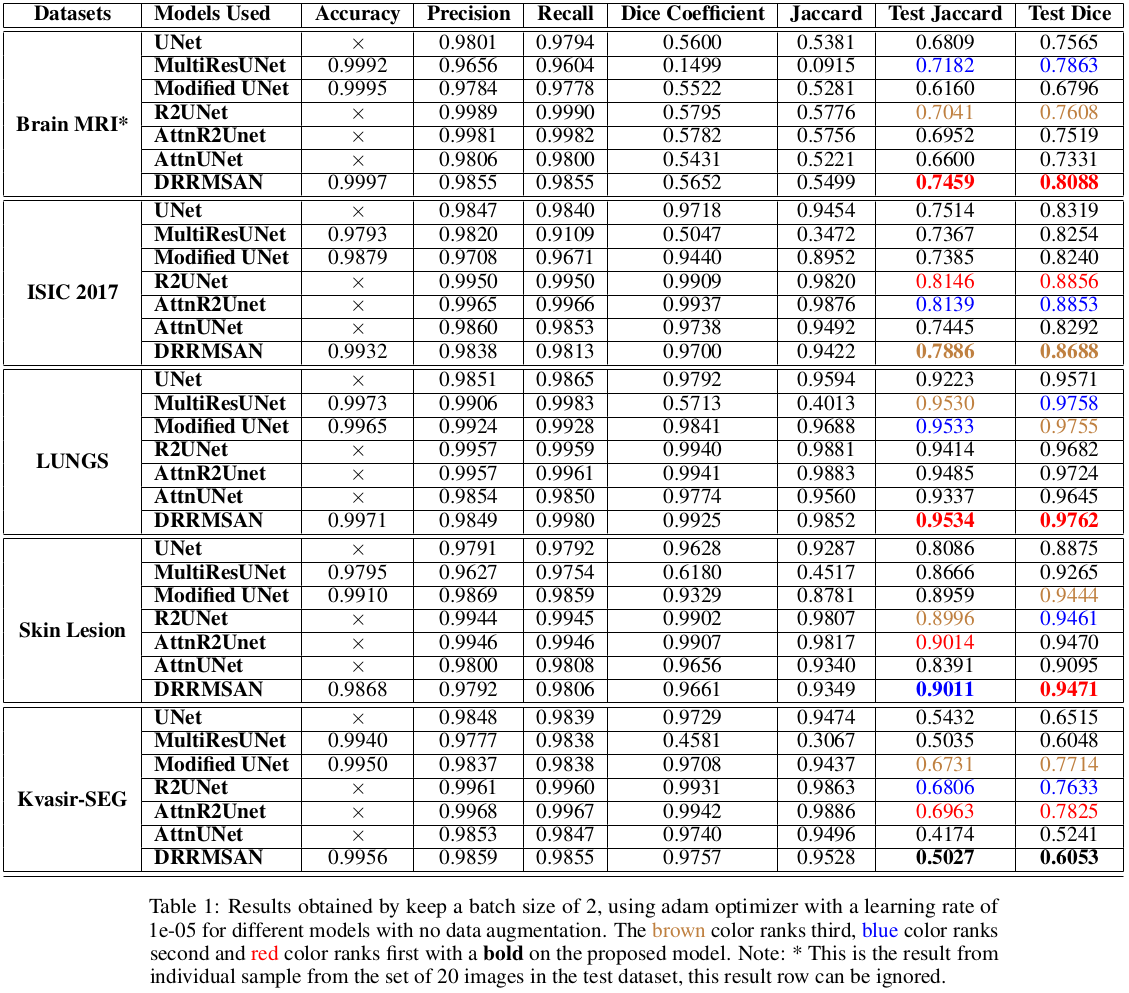 Datasets Models Used Accuracy Precision Recall Dice Coefficient Jaccard Test Jaccard Test Dice
Brain MRI*
UNet × 0.9801 0.9794 0.5600 0.5381 0.6809 0.7565
MultiResUNet 0.9992 0.9656 0.9604 0.1499 0.0915 0.7182 0.7863
Modified UNet 0.9995 0.9784 0.9778 0.5522 0.5281 0.6160 0.6796
R2UNet × 0.9989 0.9990 0.5795 0.5776 0.7041 0.7608
AttnR2Unet × 0.9981 0.9982 0.5782 0.5756 0.6952 0.7519
AttnUNet × 0.9806 0.9800 0.5431 0.5221 0.6600 0.7331
DRRMSAN 0.9997 0.9855 0.9855 0.5652 0.5499 0.7459 0.8088
ISIC 2017
UNet × 0.9847 0.9840 0.9718 0.9454 0.7514 0.8319
MultiResUNet 0.9793 0.9820 0.9109 0.5047 0.3472 0.7367 0.8254
Modified UNet 0.9879 0.9708 0.9671 0.9440 0.8952 0.7385 0.8240
R2UNet × 0.9950 0.9950 0.9909 0.9820 0.8146 0.8856
AttnR2Unet × 0.9965 0.9966 0.9937 0.9876 0.8139 0.8853
AttnUNet × 0.9860 0.9853 0.9738 0.9492 0.7445 0.8292
DRRMSAN 0.9932 0.9838 0.9813 0.9700 0.9422 0.7886 0.8688
LUNGS
UNet × 0.9851 0.9865 0.9792 0.9594 0.9223 0.9571
MultiResUNet 0.9973 0.9906 0.9983 0.5713 0.4013 0.9530 0.9758
Modified UNet 0.9965 0.9924 0.9928 0.9841 0.9688 0.9533 0.9755
R2UNet × 0.9957 0.9959 0.9940 0.9881 0.9414 0.9682
AttnR2Unet × 0.9957 0.9961 0.9941 0.9883 0.9485 0.9724
AttnUNet × 0.9854 0.9850 0.9774 0.9560 0.9337 0.9645
DRRMSAN 0.9971 0.9849 0.9980 0.9925 0.9852 0.9534 0.9762
Skin Lesion
UNet × 0.9791 0.9792 0.9628 0.9287 0.8086 0.8875
MultiResUNet 0.9795 0.9627 0.9754 0.6180 0.4517 0.8666 0.9265
Modified UNet 0.9910 0.9869 0.9859 0.9329 0.8781 0.8959 0.9444
R2UNet × 0.9944 0.9945 0.9902 0.9807 0.8996 0.9461
AttnR2Unet × 0.9946 0.9946 0.9907 0.9817 0.9014 0.9470
AttnUNet × 0.9800 0.9808 0.9656 0.9340 0.8391 0.9095
DRRMSAN 0.9868 0.9792 0.9806 0.9661 0.9349 0.9011 0.9471
Kvasir-SEG
UNet × 0.9848 0.9839 0.9729 0.9474 0.5432 0.6515
MultiResUNet 0.9940 0.9777 0.9838 0.4581 0.3067 0.5035 0.6048
Modified UNet 0.9950 0.9837 0.9838 0.9708 0.9437 0.6731 0.7714
R2UNet × 0.9961 0.9960 0.9931 0.9863 0.6806 0.7633
AttnR2Unet × 0.9968 0.9967 0.9942 0.9886 0.6963 0.7825
AttnUNet × 0.9853 0.9847 0.9740 0.9496 0.4174 0.5241
DRRMSAN 0.9956 0.9859 0.9855 0.9757 0.9528 0.5027 0.6053
Table 1: Results obtained by keep a batch size of 2, using adam optimizer with a learning rate of
1e-05 for different models with no data augmentation. The brown color ranks third, blue color ranks
second and red color ranks first with a bold on the proposed model. Note: * This is the result from
individual sample from the set of 20 images in the test dataset, this result row can be ignored.